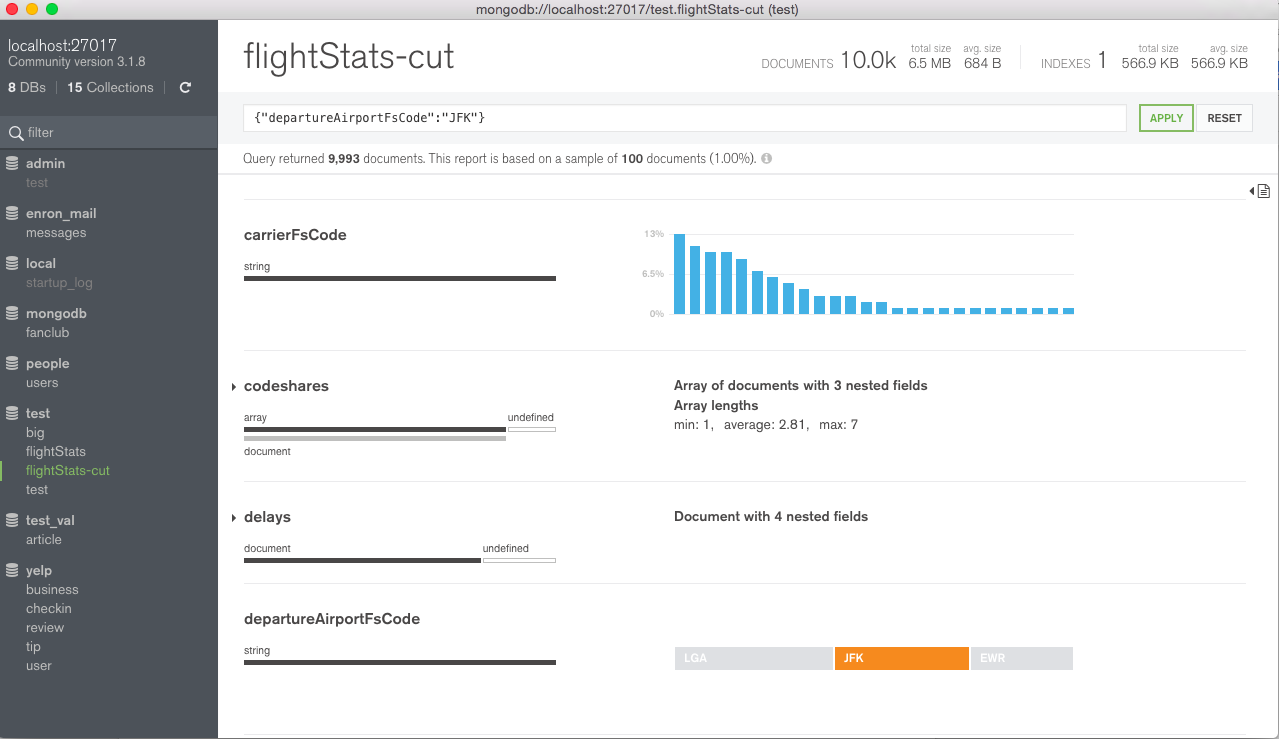 mongodb://localhost:27017/test.flightStats-cut (test)
localhost:27017
Community version 3.1.8
8 DBs | 15 Collections
filter
admin
test
enron_mail
messages
local
startup_log
mongodb
fanclub
people
users
test
big
flightStats
flightStats-cut
test
test_val
article
yelp
business
checkin
review
tip
user
flightStats-cut
DOCUMENTS 10.0k total size 6.5 MB avg. size 684 B
INDEXES 1 total size 566.9 KB avg. size 566.9 KB
{"departureAirportFsCode":"JFK"}
APPLY RESET
Query returned 9,993 documents. This report is based on a sample of 100 documents (1.00%).
carrierFsCode
string
13%
6.5%
0%
codeshares
array undefined
document
Array of documents with 3 nested fields
Array lengths
min: 1, average: 2.81, max: 7
delays
document undefined
Document with 4 nested fields
departureAirportFsCode
string
LGA JFK EWR